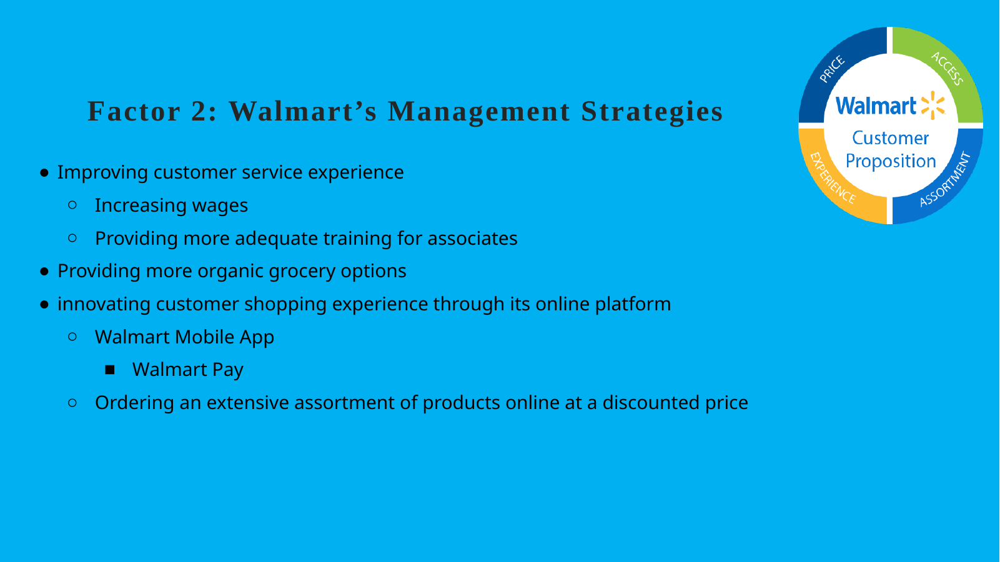 Factor 2: Walmart’s Management Strategies
● Improving customer service experience
○ Increasing wages
○ Providing more adequate training for associates
● Providing more organic grocery options
● innovating customer shopping experience through its online platform
○ Walmart Mobile App
■ Walmart Pay
○ Ordering an extensive assortment of products online at a discounted price
PRICE
ACCESS
Walmart
Customer
Proposition
EXPERIENCE
ASSORTMENT